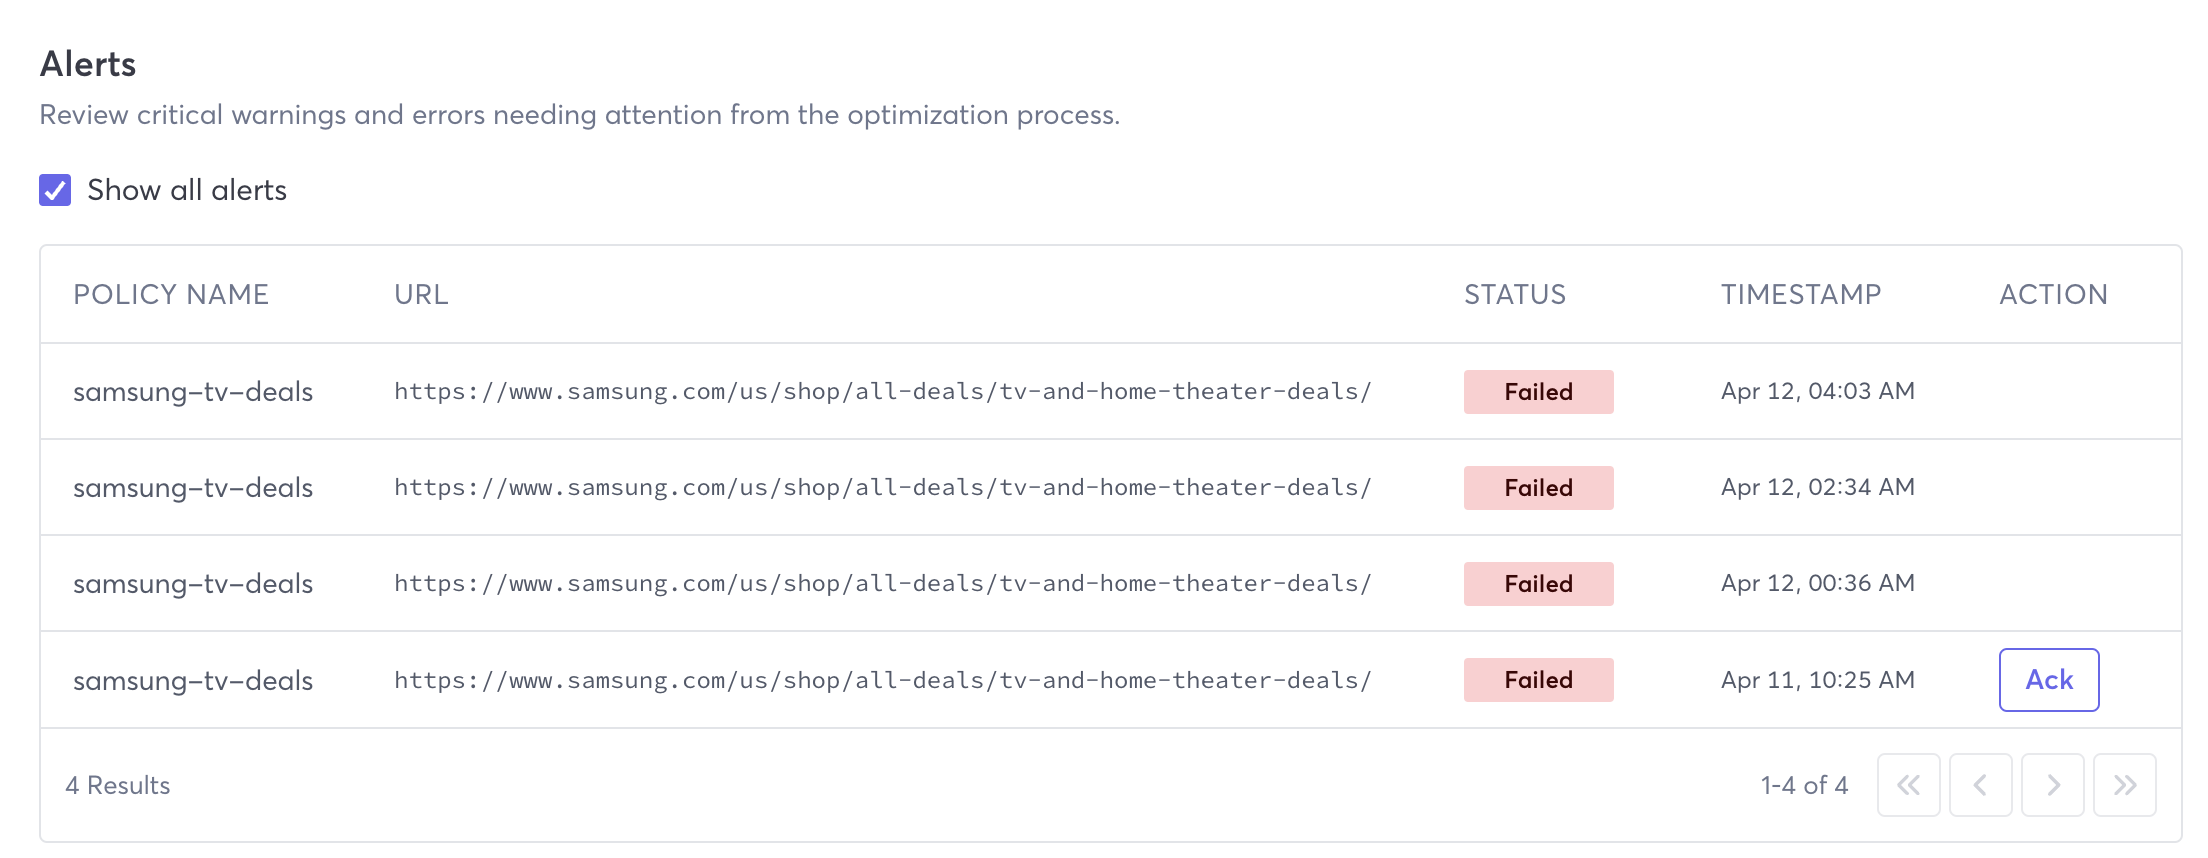 Alerts
Review critical warnings and errors needing attention from the optimization process.
Show all alerts
POLICY NAME URL STATUS TIMESTAMP ACTION
samsung-tv-deals https://www.samsung.com/us/shop/all-deals/tv-and-home-theater-deals/ Failed Apr 12, 04:03 AM
samsung-tv-deals https://www.samsung.com/us/shop/all-deals/tv-and-home-theater-deals/ Failed Apr 12, 02:34 AM
samsung-tv-deals https://www.samsung.com/us/shop/all-deals/tv-and-home-theater-deals/ Failed Apr 12, 00:36 AM
samsung-tv-deals https://www.samsung.com/us/shop/all-deals/tv-and-home-theater-deals/ Failed Apr 11, 10:25 AM Ack
4 Results 1-4 of 4